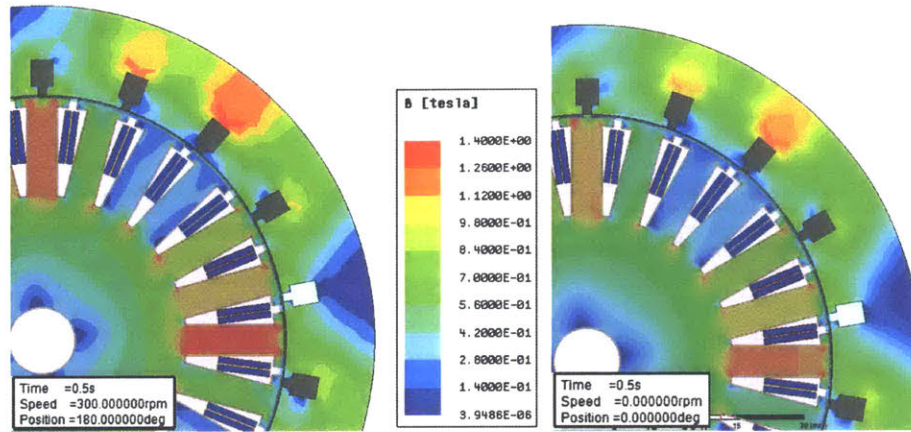 Time =0.5s
Speed =300.000000rpm
Position =180.000000deg
B [tesla]
1.4000E+00
1.2600E+00
1.1200E+00
9.8000E-01
8.4000E-01
7.0000E-01
5.6000E-01
4.2000E-01
2.8000E-01
1.4000E-01
3.9486E-06
Time =0.5s
Speed =0.000000rpm
Position =0.000000deg
15